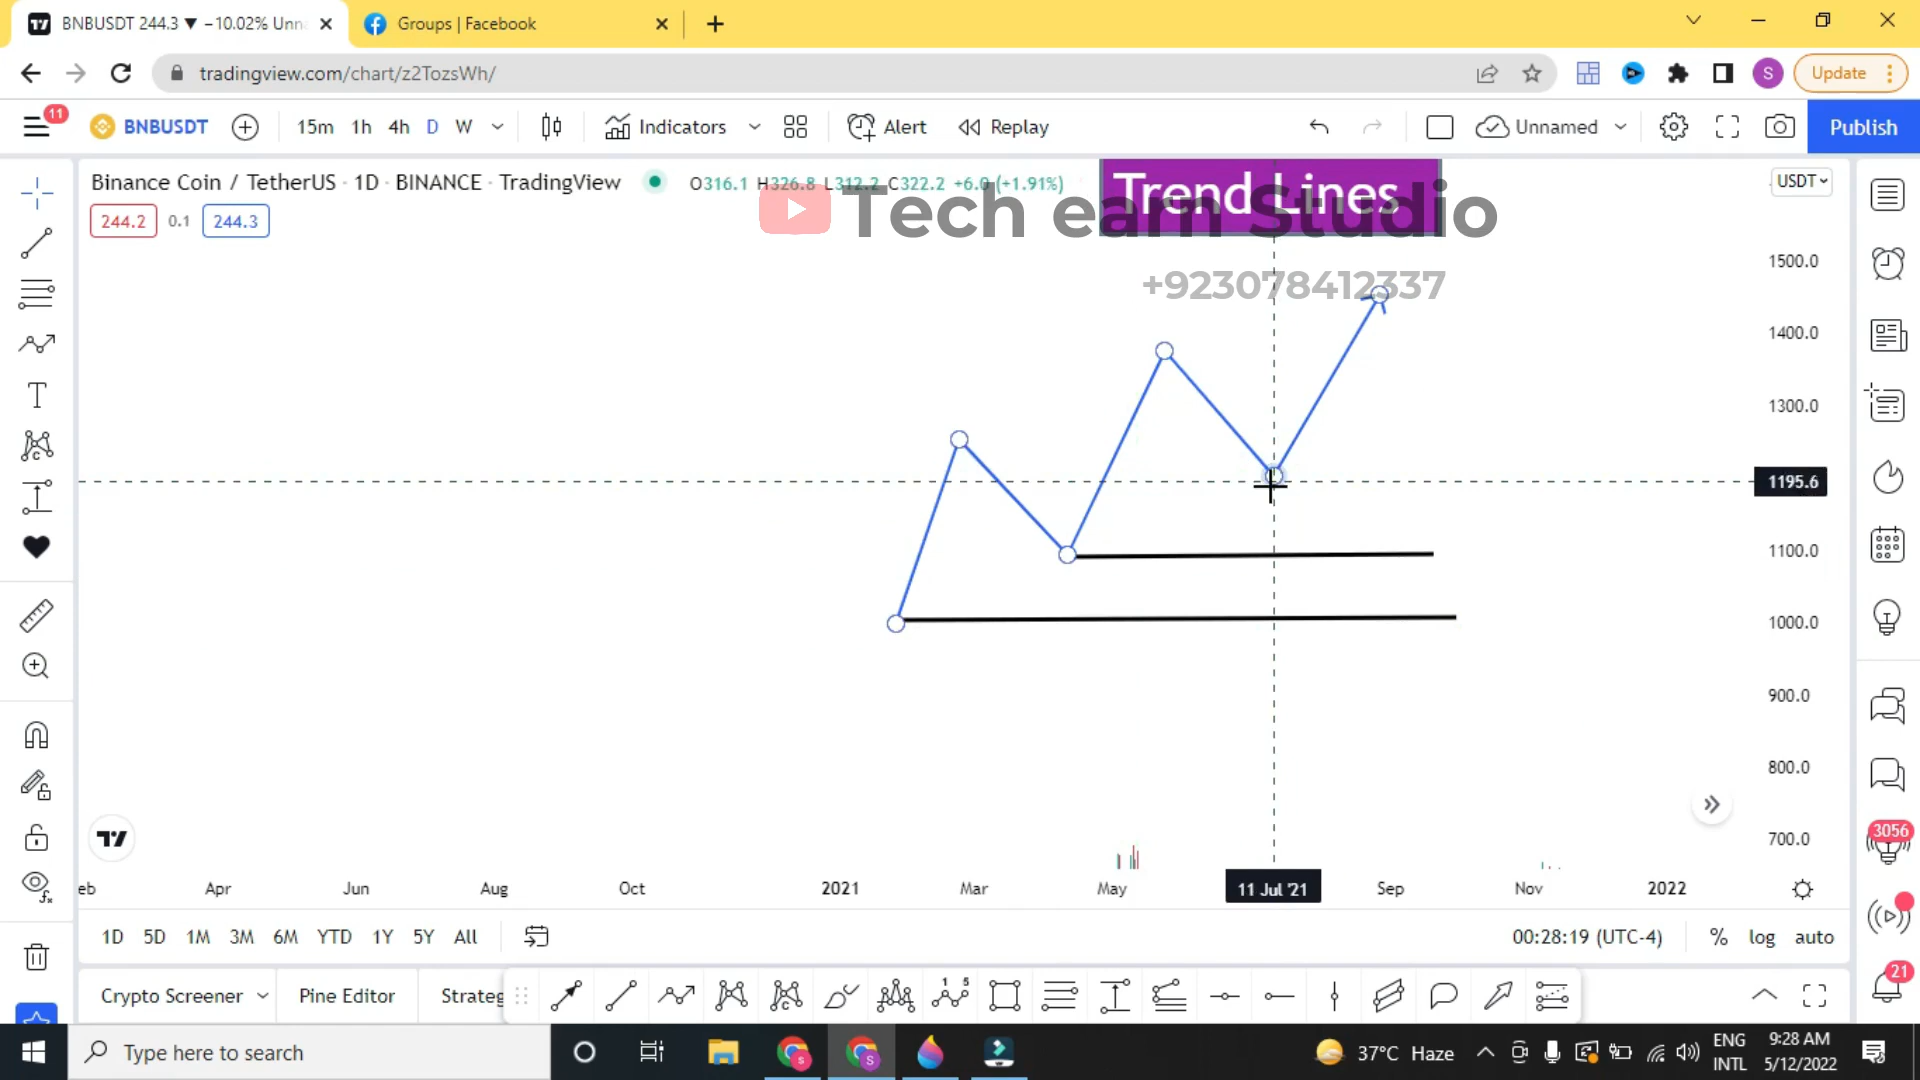 BNBUSDT 244.3 ▼ −10.02% Unn
Groups | Facebook
tradingview.com/chart/z2TozsWh/
S
Update
11
BNBUSDT
15m 1h 4h D W
Indicators
Alert
Replay
Unnamed
Publish
Binance Coin / TetherUS · 1D · BINANCE · TradingView
O316.1 H326.8 L312.2 C322.2 +6.0 (+1.91%)
Trend Lines
USDT
244.2 0.1 244.3
Tech earn Studio
+923078412337
1500.0
1400.0
1300.0
1195.6
1100.0
1000.0
900.0
800.0
700.0
3056
eb Apr Jun Aug Oct 2021 Mar May 11 Jul '21 Sep Nov 2022
1D 5D 1M 3M 6M YTD 1Y 5Y All
00:28:19 (UTC-4) % log auto
21
Crypto Screener
Pine Editor
Strateg
Type here to search
37°C Haze
ENG
INTL
9:28 AM
5/12/2022